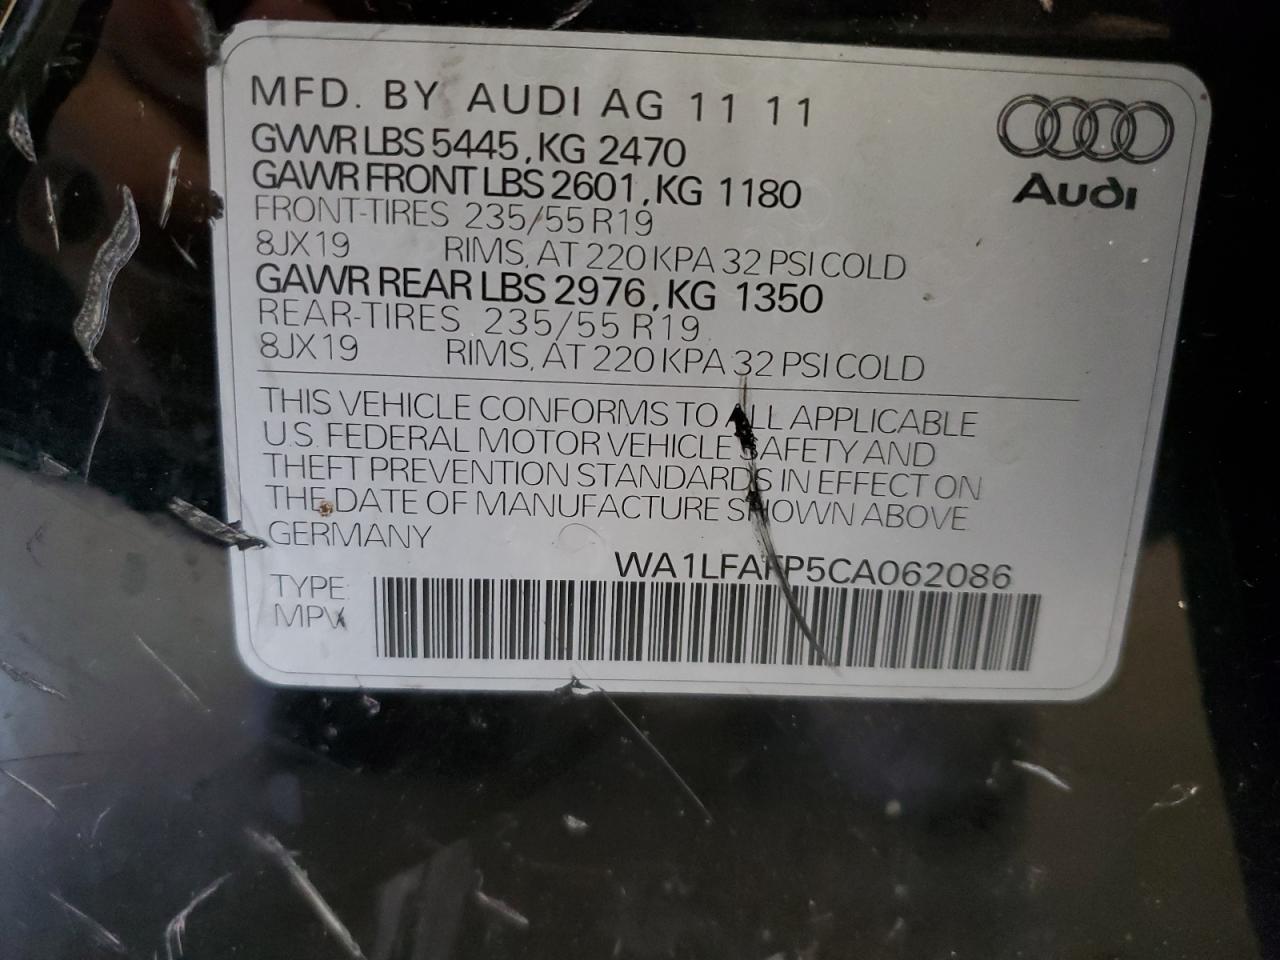 MFD. BY AUDI AG 11 11
GVWR LBS 5445, KG 2470
GAWR FRONT LBS 2601, KG 1180
FRONT-TIRES 235/55 R19
8JX19 RIMS, AT 220 KPA 32 PSI COLD
GAWR REAR LBS 2976, KG 1350
REAR-TIRES 235/55 R19
8JX19 RIMS, AT 220 KPA 32 PSI COLD
Audi
THIS VEHICLE CONFORMS TO ALL APPLICABLE
U.S. FEDERAL MOTOR VEHICLE SAFETY AND
THEFT PREVENTION STANDARDS IN EFFECT ON
THE DATE OF MANUFACTURE SHOWN ABOVE
GERMANY
WA1LFAFP5CA062086
TYPE:
MPV